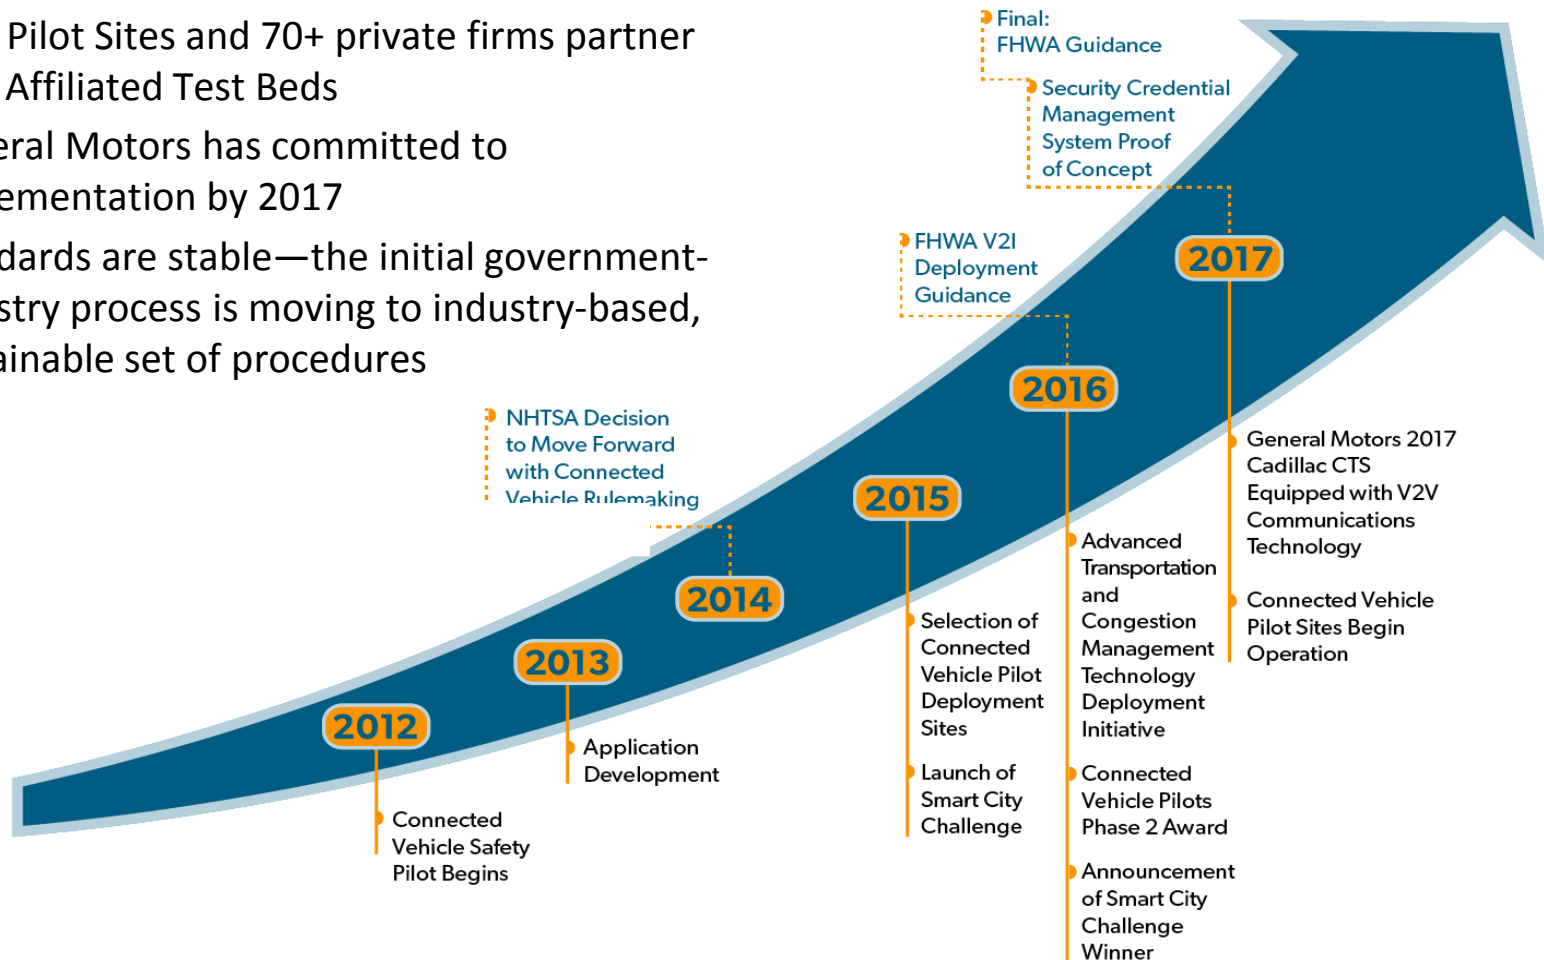 Pilot Sites and 70+ private firms partner
Affiliated Test Beds
eral Motors has committed to
ementation by 2017
dards are stable—the initial government-
stry process is moving to industry-based,
ainable set of procedures
Final:
FHWA Guidance
Security Credential
Management
System Proof
of Concept
2017
FHWA V2I
Deployment
Guidance
2016
NHTSA Decision
to Move Forward
with Connected
Vehicle Rulemaking
2015
2014
2013
2012
Connected
Vehicle Safety
Pilot Begins
Application
Development
Selection of
Connected
Vehicle Pilot
Deployment
Sites
Launch of
Smart City
Challenge
Advanced
Transportation
and
Congestion
Management
Technology
Deployment
Initiative
Connected
Vehicle Pilots
Phase 2 Award
Announcement
of Smart City
Challenge
Winner
General Motors 2017
Cadillac CTS
Equipped with V2V
Communications
Technology
Connected Vehicle
Pilot Sites Begin
Operation